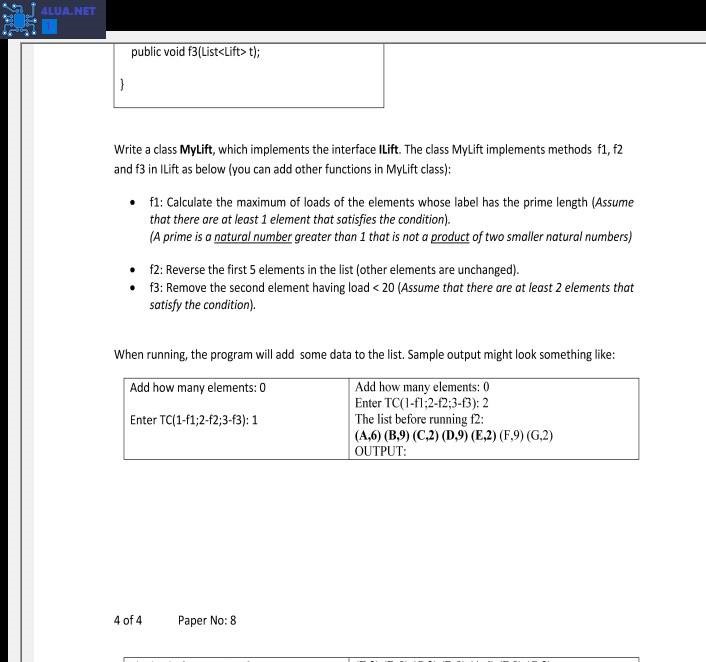 4LUA.NET
public void f3(List<Lift> t);
}
Write a class MyLift, which implements the interface ILift. The class MyLift implements methods f1, f2
and f3 in ILift as below (you can add other functions in MyLift class):
• f1: Calculate the maximum of loads of the elements whose label has the prime length (Assume
that there are at least 1 element that satisfies the condition).
(A prime is a natural number greater than 1 that is not a product of two smaller natural numbers)
• f2: Reverse the first 5 elements in the list (other elements are unchanged).
• f3: Remove the second element having load < 20 (Assume that there are at least 2 elements that
satisfy the condition).
When running, the program will add some data to the list. Sample output might look something like:
Add how many elements: 0
Enter TC(1-f1;2-f2;3-f3): 1
Add how many elements: 0
Enter TC(1-f1;2-f2;3-f3): 2
The list before running f2:
(A,6) (B,9) (C,2) (D,9) (E,2) (F,9) (G,2)
OUTPUT:
4 of 4 Paper No: 8